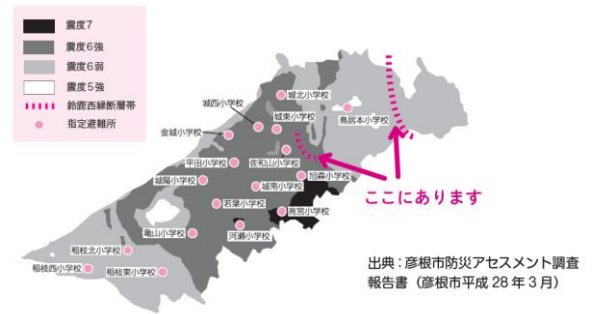 震度7
震度6強
震度6弱
震度5強
鈴鹿西縁断層帯
指定避難所
城北小学校
城西小学校
城東小学校
鳥居本小学校
金城小学校
平田小学校
佐和山小学校
旭森小学校
城陽小学校
城南小学校
ここにあります
若葉小学校
高宮小学校
亀山小学校
河瀬小学校
稲枝北小学校
稲枝西小学校
稲枝東小学校
出典：彦根市防災アセスメント調査
報告書（彦根市平成28年3月）